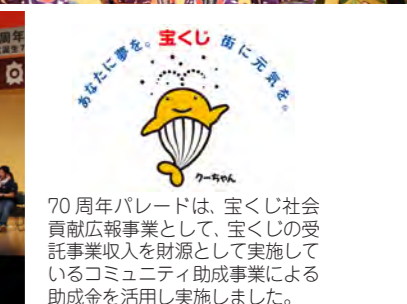 あなたに夢を。宝くじ 街に元気を。
クーちゃん
70 周年パレードは、宝くじ社会
貢献広報事業として、宝くじの受
託事業収入を財源として実施して
いるコミュニティ助成事業による
助成金を活用し実施しました。